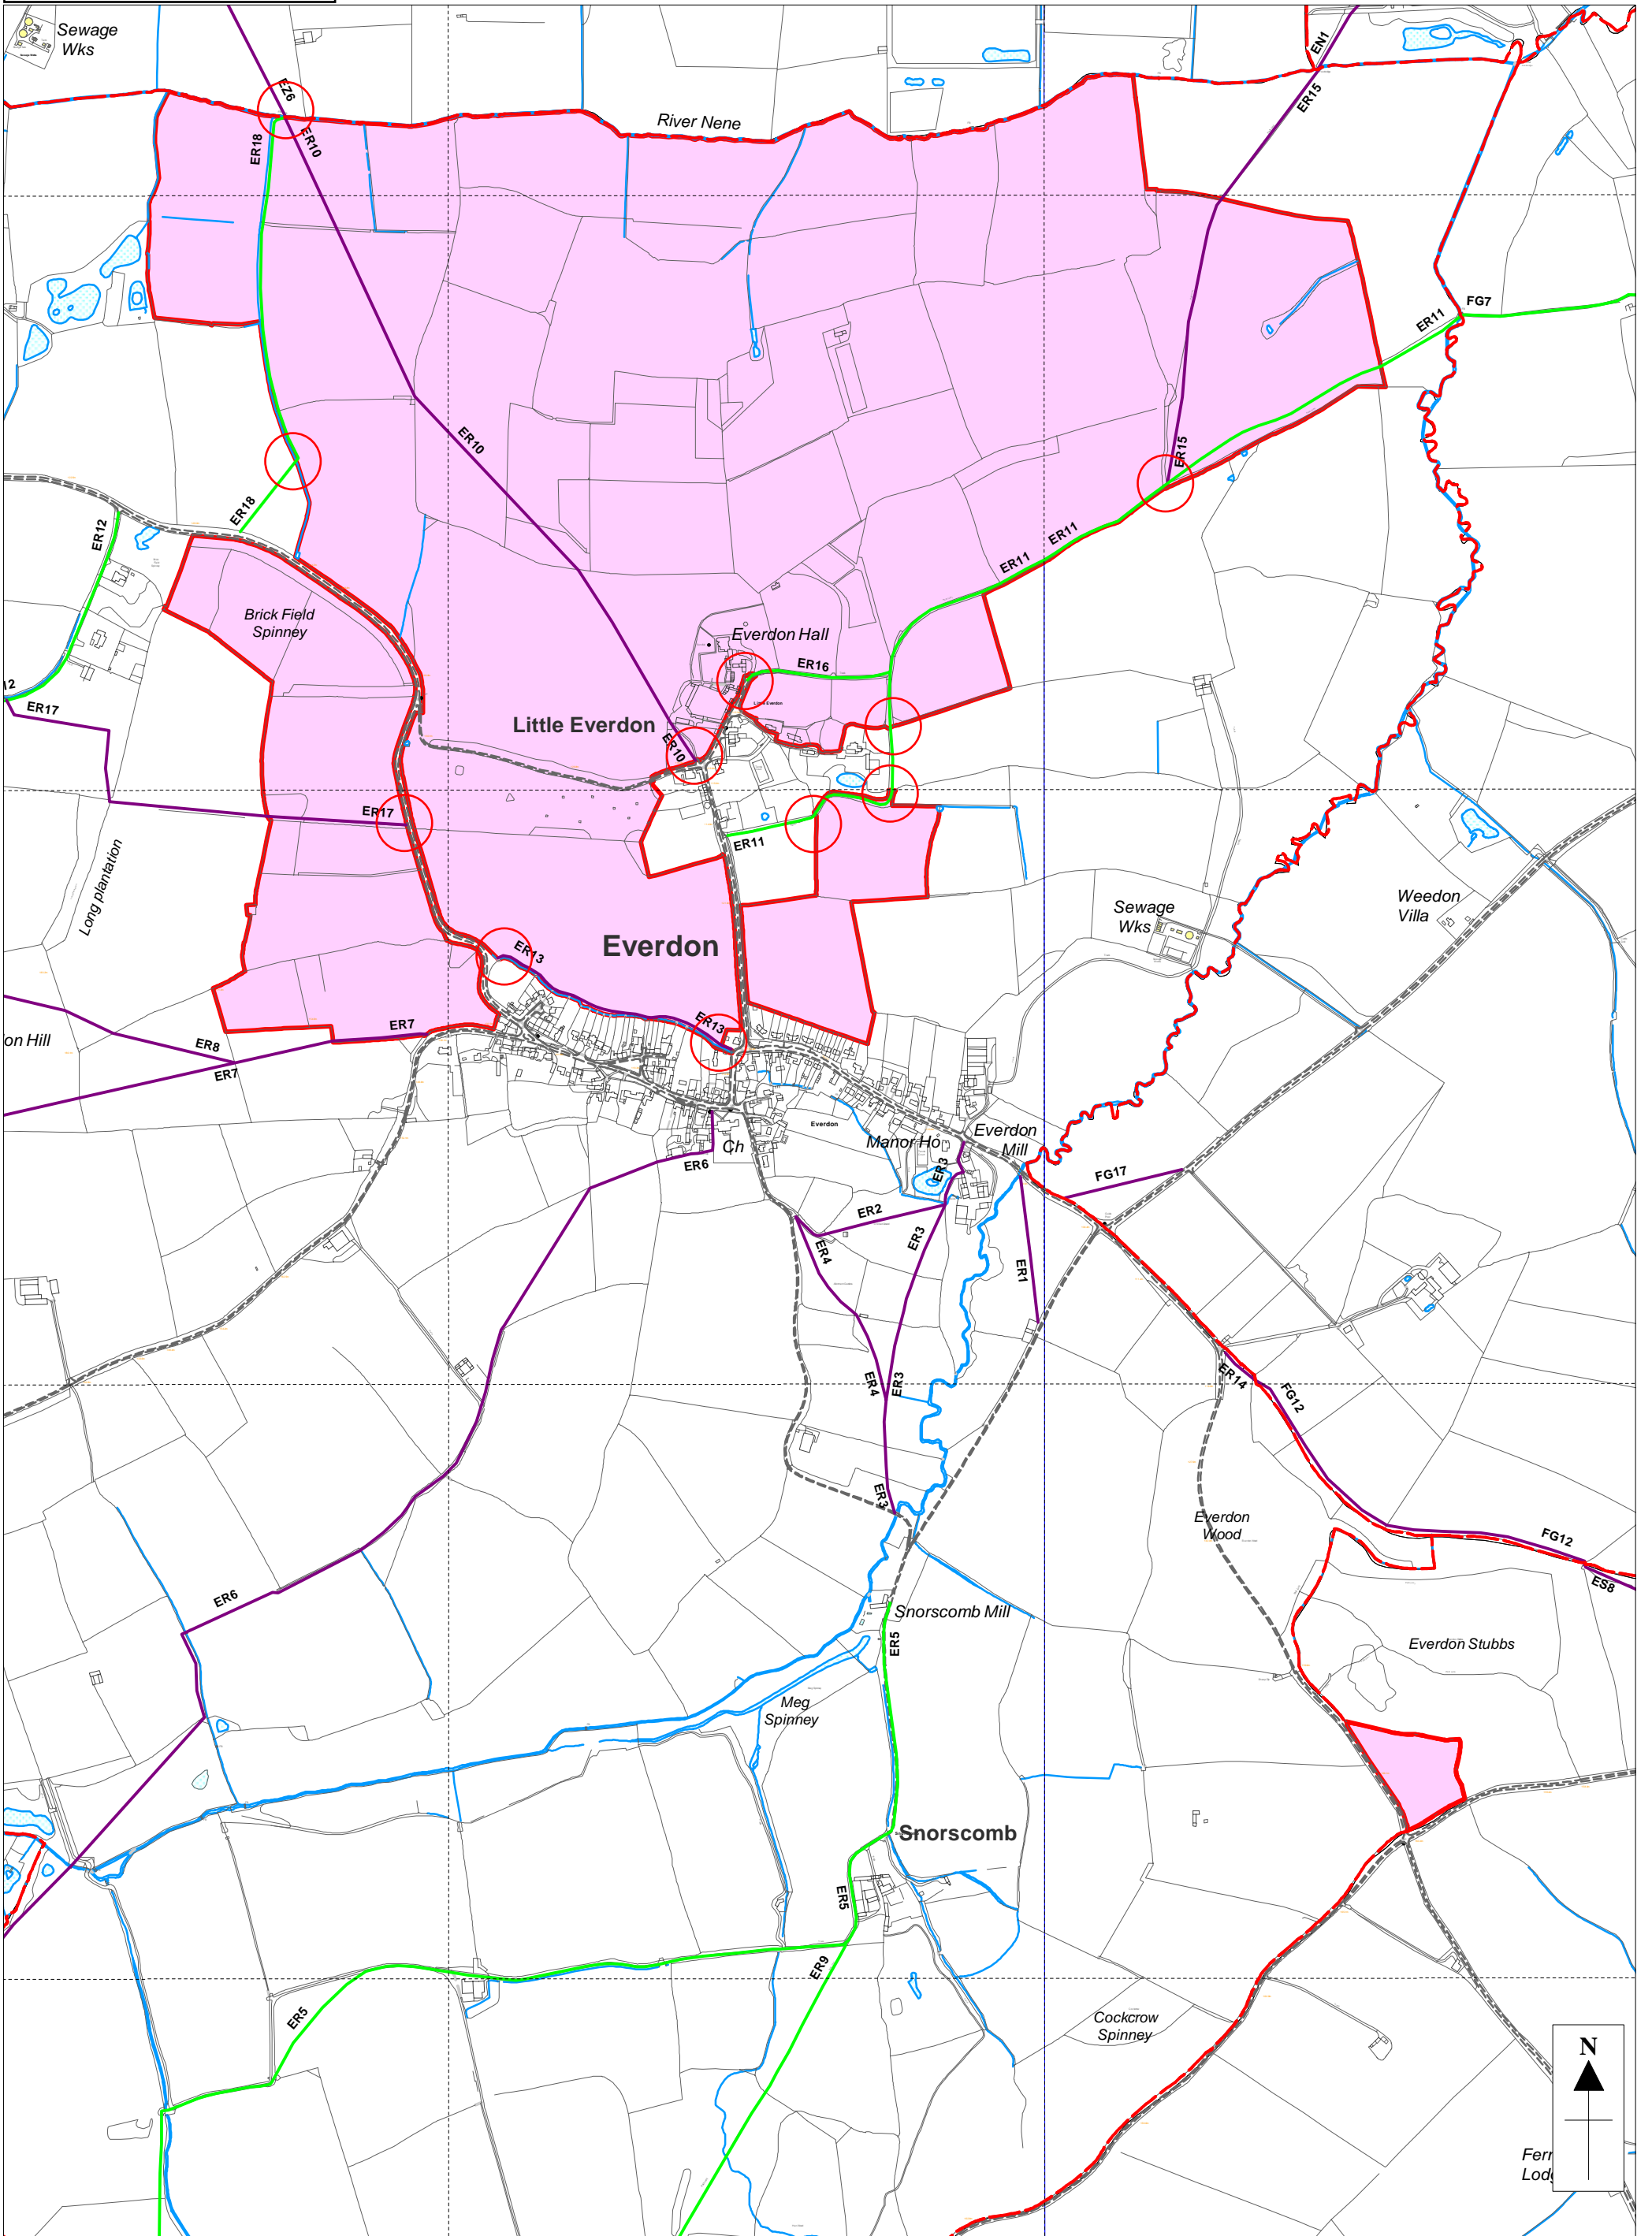 Sewage
Wks
EZ6
ER10
ER18
River Nene
EN1
ER15
ER11
FG7
ER10
ER15
ER18
ER12
ER11
ER11
Brick Field
Spinney
Everdon Hall
ER16
ER17
Little Everdon
ER10
ER17
ER11
Long plantation
Weedon
Villa
Sewage
Wks
Everdon
ER13
ER13
ER7
on Hill
ER8
ER7
Everdon
Everdon
Mill
Manor Ho
Ch
ER6
ER3
FG17
ER2
ER3
ER4
ER1
ER14
FG12
ER4
ER3
ER3
Everdon
Wood
FG12
ES8
ER6
Snorscomb Mill
ER5
Everdon Stubbs
Meg
Spinney
Snorscomb
ER5
ER9
ER5
Cockcrow
Spinney
N